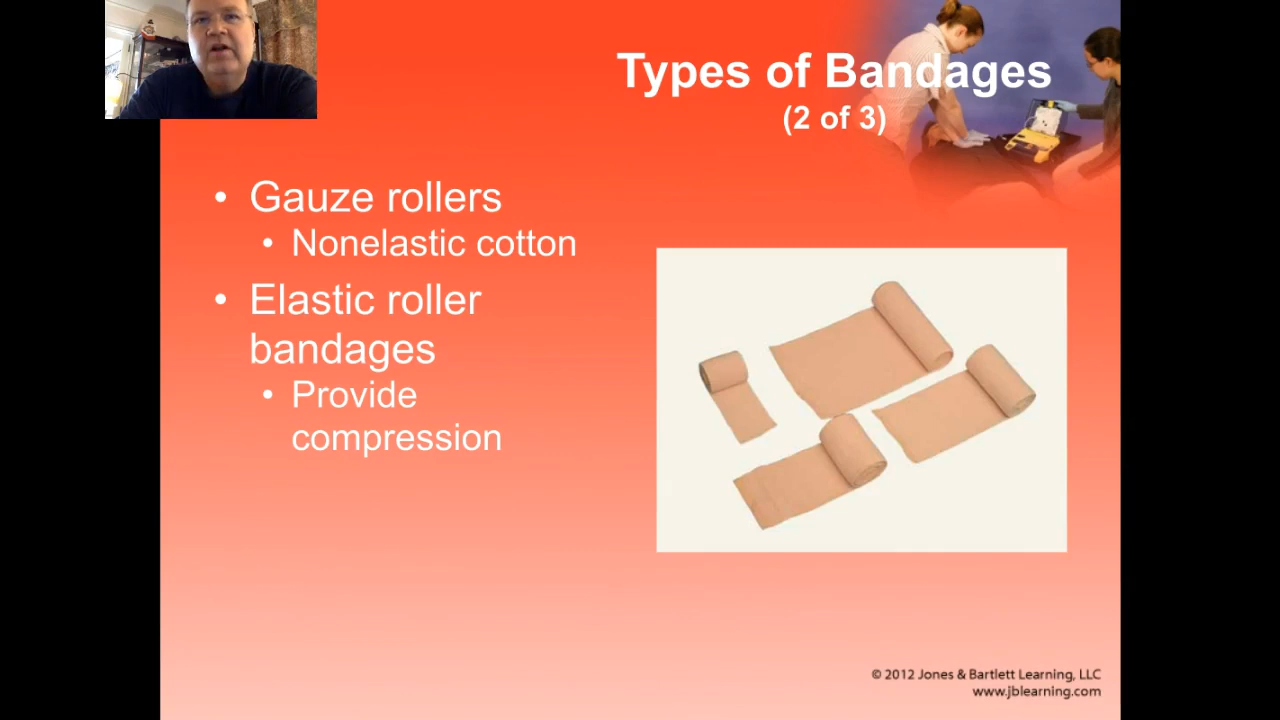 Types of Bandages
(2 of 3)
• Gauze rollers
• Nonelastic cotton
• Elastic roller
bandages
• Provide
compression
© 2012 Jones & Bartlett Learning, LLC
www.jblearning.com